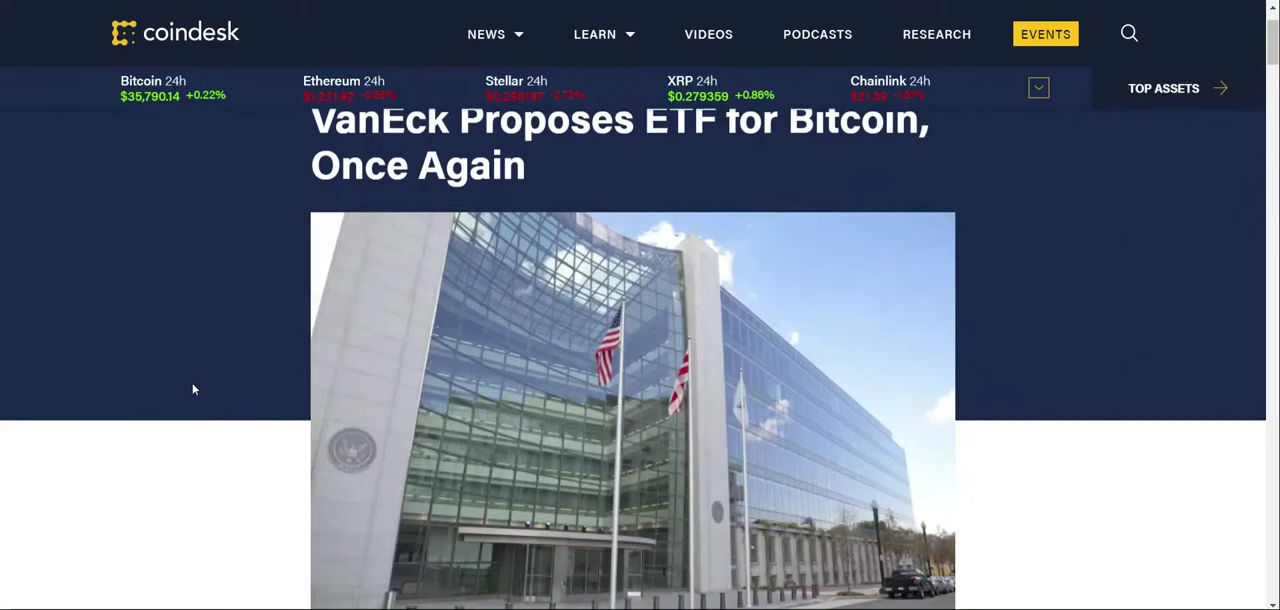 coindesk
NEWS LEARN VIDEOS PODCASTS RESEARCH EVENTS
Bitcoin 24h Ethereum 24h Stellar 24h XRP 24h Chainlink 24h
$35,790.14 +0.22% $0.279359 +0.86%
TOP ASSETS
VanEck Proposes ETF for Bitcoin,
Once Again